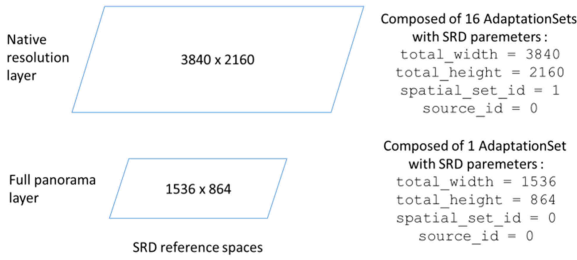 Native
resolution
layer
3840 x 2160
Composed of 16 AdaptationSets
with SRD paremeters :
total_width = 3840
total_height = 2160
spatial_set_id = 1
source_id = 0
Full panorama
layer
1536 x 864
Composed of 1 AdaptationSet
with SRD paremeters :
total_width = 1536
total_height = 864
spatial_set_id = 0
source_id = 0
SRD reference spaces